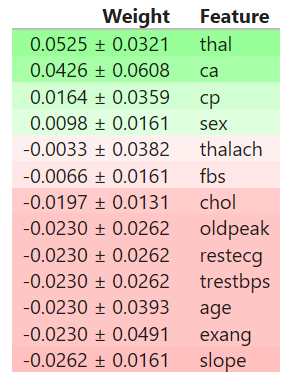 Weight Feature
0.0525 ± 0.0321 thal
0.0426 ± 0.0608 ca
0.0164 ± 0.0359 cp
0.0098 ± 0.0161 sex
-0.0033 ± 0.0382 thalach
-0.0066 ± 0.0161 fbs
-0.0197 ± 0.0131 chol
-0.0230 ± 0.0262 oldpeak
-0.0230 ± 0.0262 restecg
-0.0230 ± 0.0262 trestbps
-0.0230 ± 0.0393 age
-0.0230 ± 0.0491 exang
-0.0262 ± 0.0161 slope